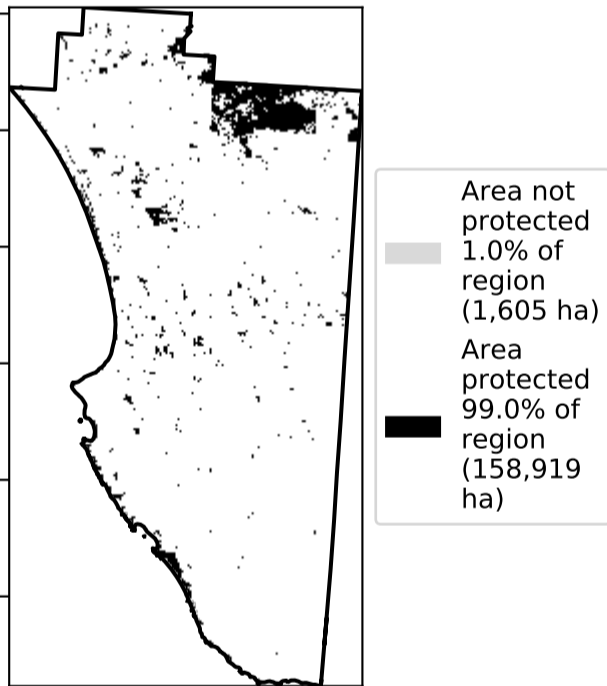 Area not
protected
1.0% of
region
(1,605 ha)
Area
protected
99.0% of
region
(158,919
ha)